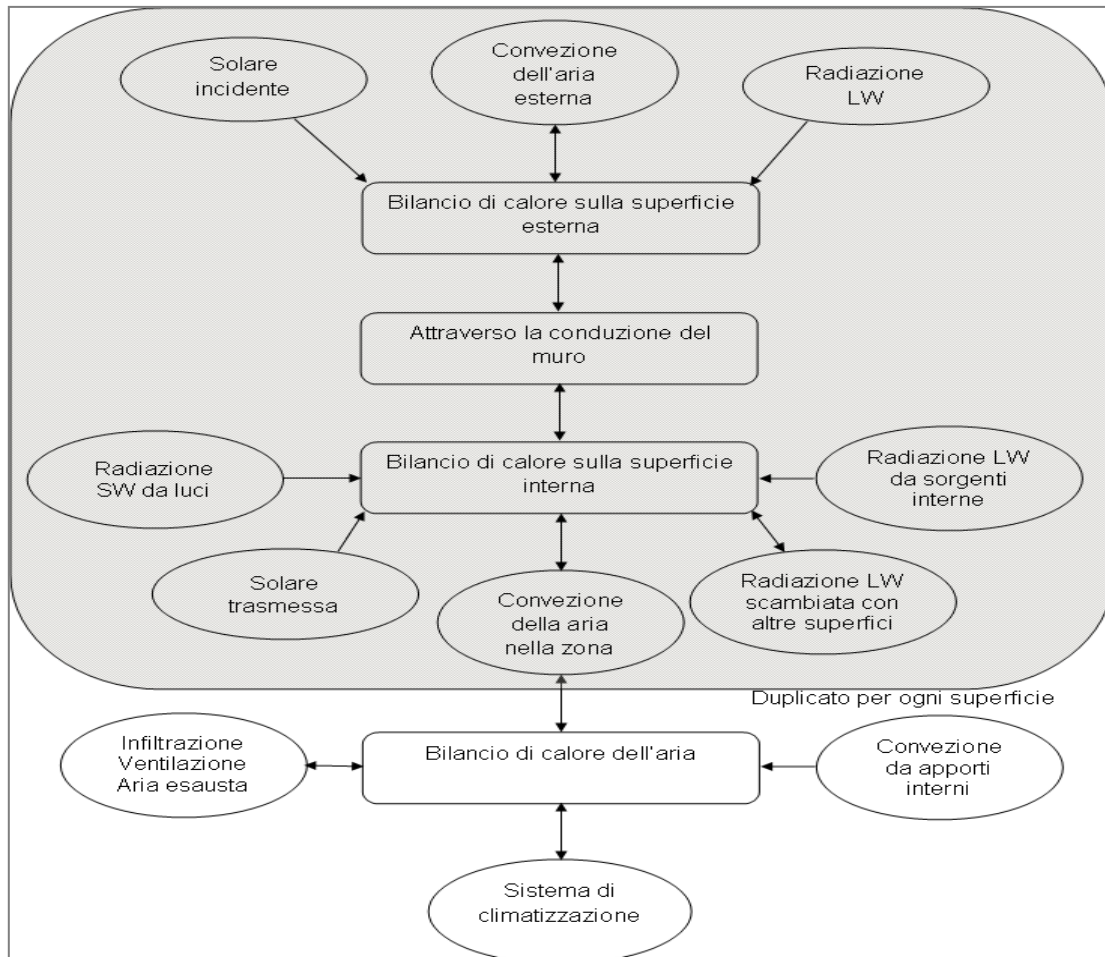 Solare
incidente
Convezione
dell'aria
esterna
Radiazione
LW
Bilancio di calore sulla superficie
esterna
Attraverso la conduzione del
muro
Radiazione
SW da luci
Bilancio di calore sulla superficie
interna
Radiazione LW
da sorgenti
interne
Solare
trasmessa
Convezione
della aria
nella zona
Radiazione LW
scambiata con
altre superfici
Duplicato per ogni superficie
Infiltrazione
Ventilazione
Aria esausta
Bilancio di calore dell'aria
Convezione
da apporti
interni
Sistema di
climatizzazione